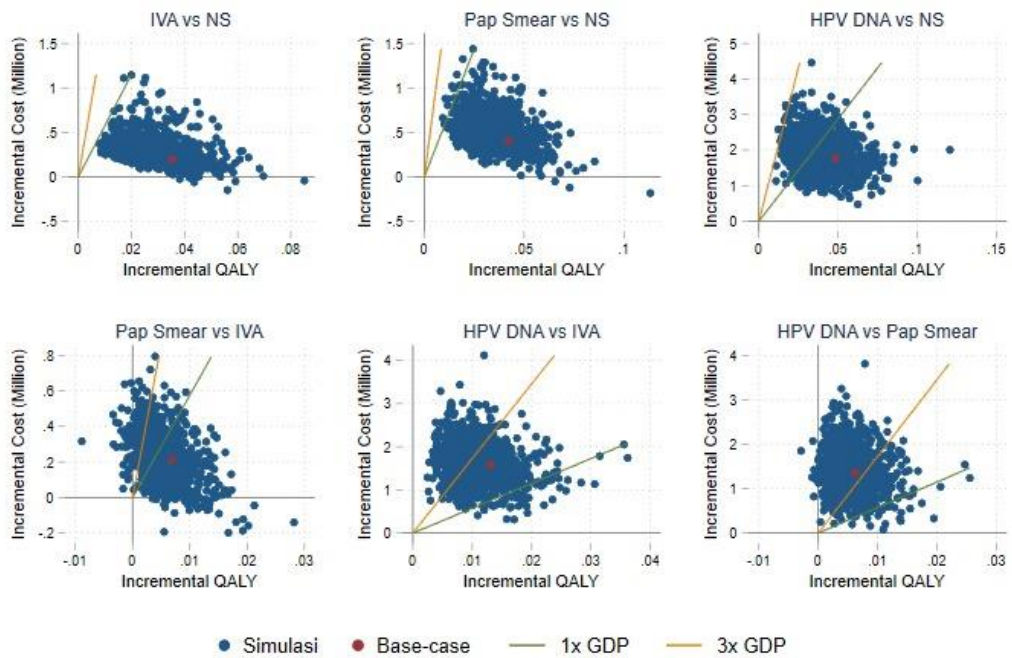 IVA vs NS
Pap Smear vs NS
HPV DNA vs NS
Incremental Cost (Million)
1.5
1
.5
0
-.5
0
.02
.04
.06
.08
Incremental QALY
Incremental Cost (Million)
1.5
1
.5
0
-.5
0
.05
.1
Incremental QALY
Incremental Cost (Million)
5
4
3
2
1
0
0
.05
.1
.15
Incremental QALY
Pap Smear vs IVA
HPV DNA vs IVA
HPV DNA vs Pap Smear
Incremental Cost (Million)
.8
.6
.4
.2
0
-.2
-.01
0
.01
.02
.03
Incremental QALY
Incremental Cost (Million)
4
3
2
1
0
0
.01
.02
.03
.04
Incremental QALY
Incremental Cost (Million)
4
3
2
1
0
-.01
0
.01
.02
.03
Incremental QALY
Simulasi
Base-case
1x GDP
3x GDP